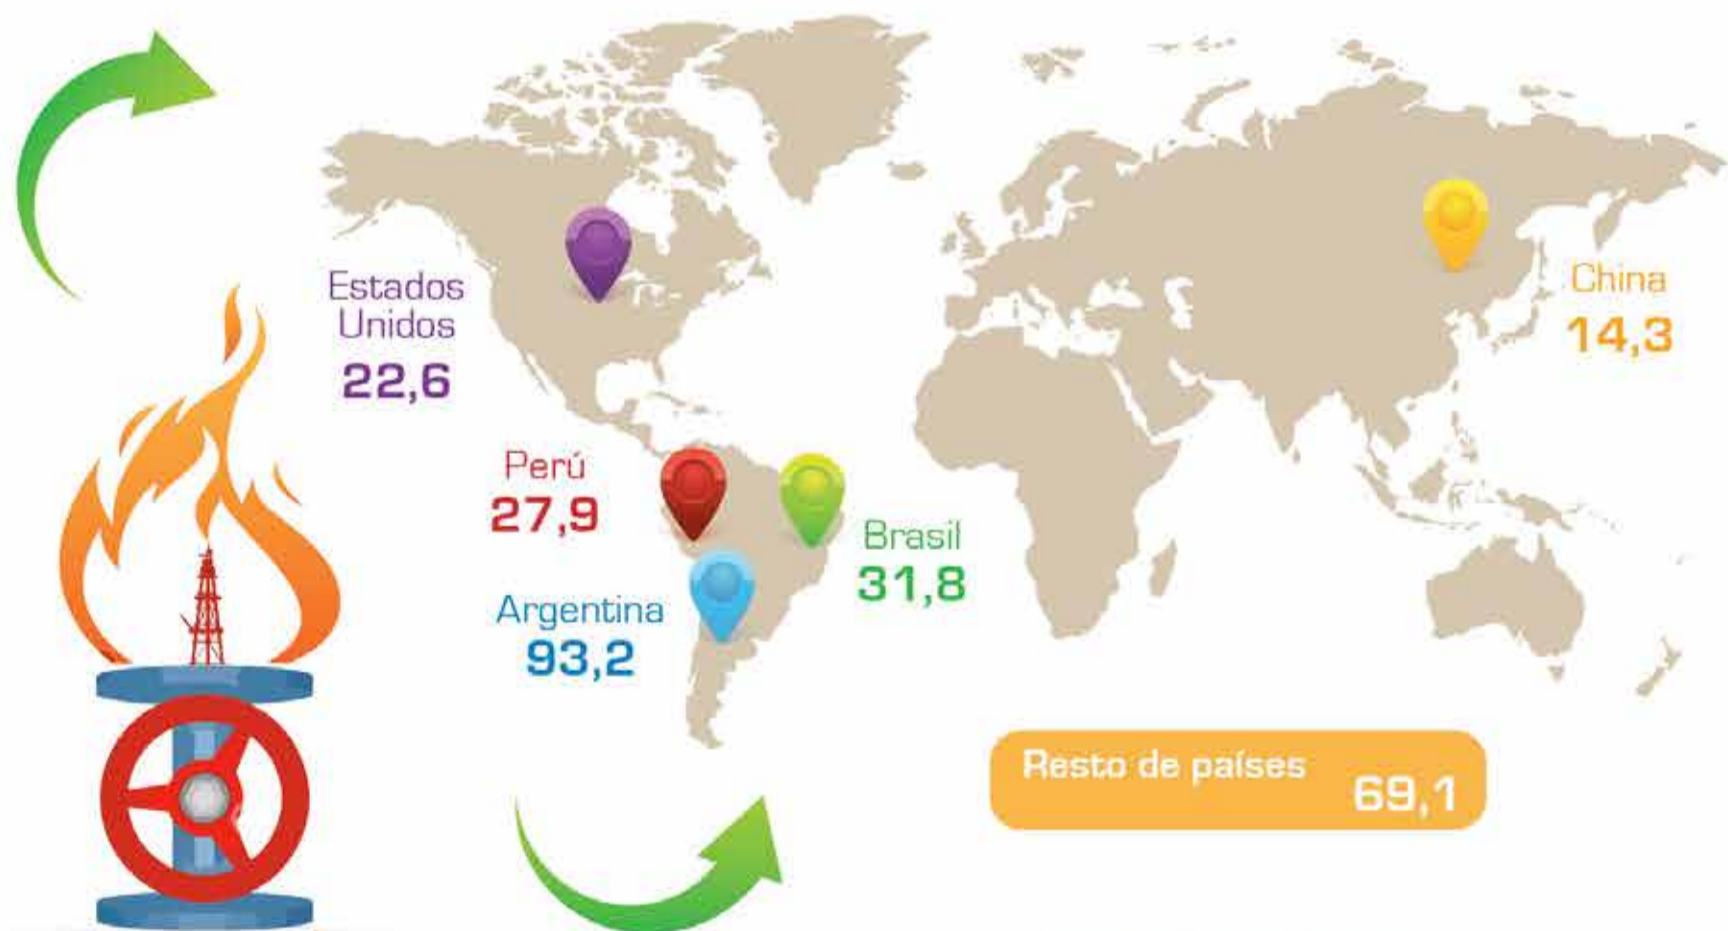 Estados
Unidos
22,6
China
14,3
Perú
27,9
Brasil
31,8
Argentina
93,2
Resto de países
69,1